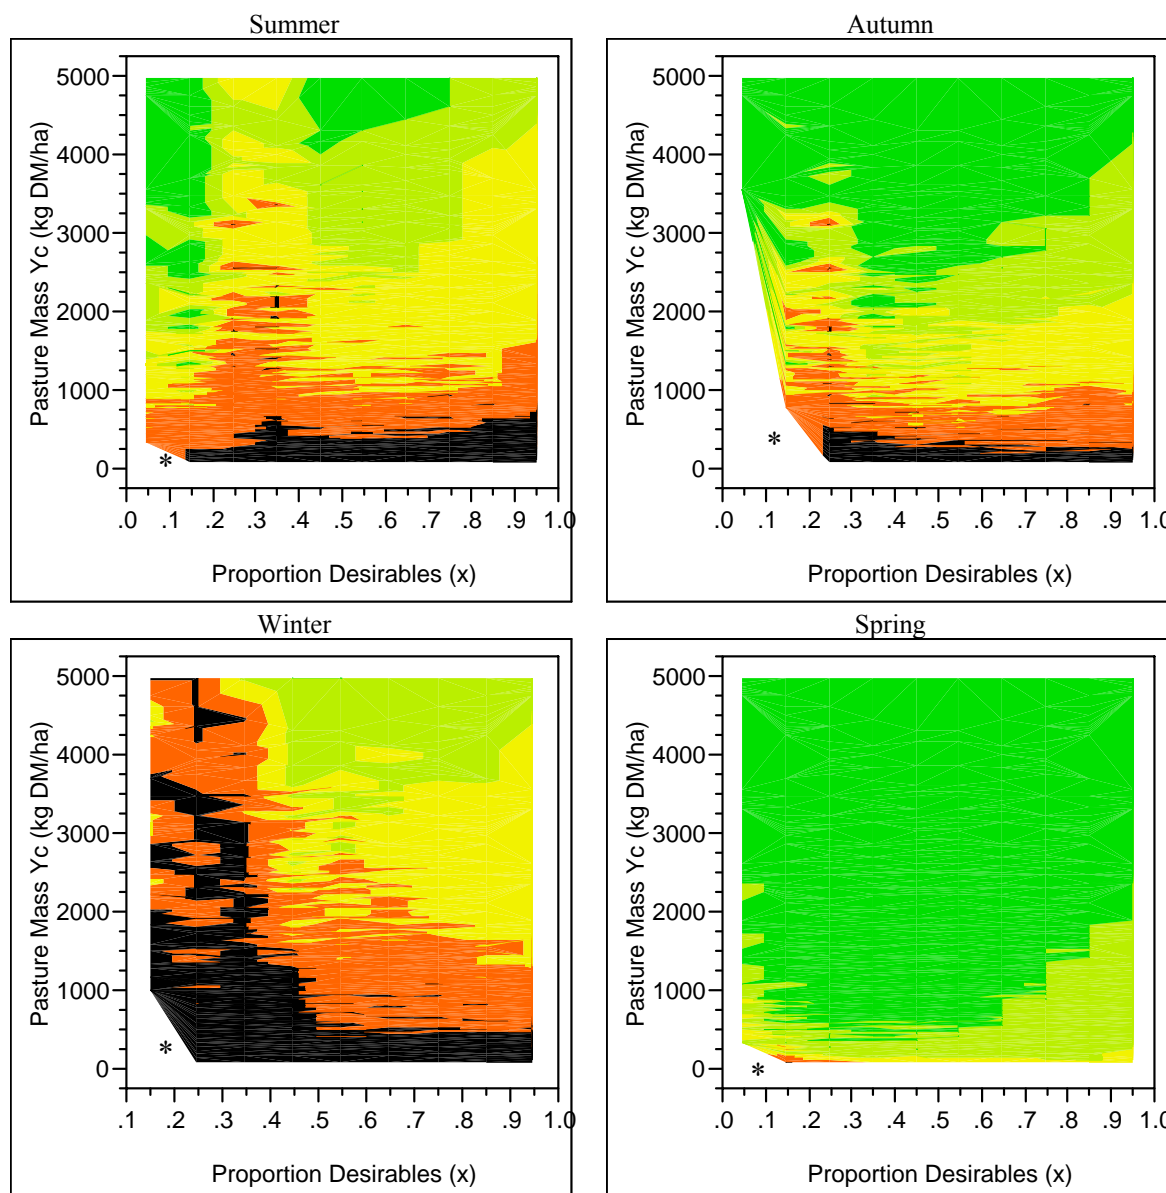 Summer
Autumn
5000
4000
3000
2000
1000
0
Pasture Mass Yc (kg DM/ha)
*
.0 .1 .2 .3 .4 .5 .6 .7 .8 .9 1.0
Proportion Desirables (x)
5000
4000
3000
2000
1000
0
Pasture Mass Yc (kg DM/ha)
*
.0 .1 .2 .3 .4 .5 .6 .7 .8 .9 1.0
Proportion Desirables (x)
Winter
Spring
5000
4000
3000
2000
1000
0
Pasture Mass Yc (kg DM/ha)
*
.1 .2 .3 .4 .5 .6 .7 .8 .9 1.0
Proportion Desirables (x)
5000
4000
3000
2000
1000
0
Pasture Mass Yc (kg DM/ha)
*
.0 .1 .2 .3 .4 .5 .6 .7 .8 .9 1.0
Proportion Desirables (x)